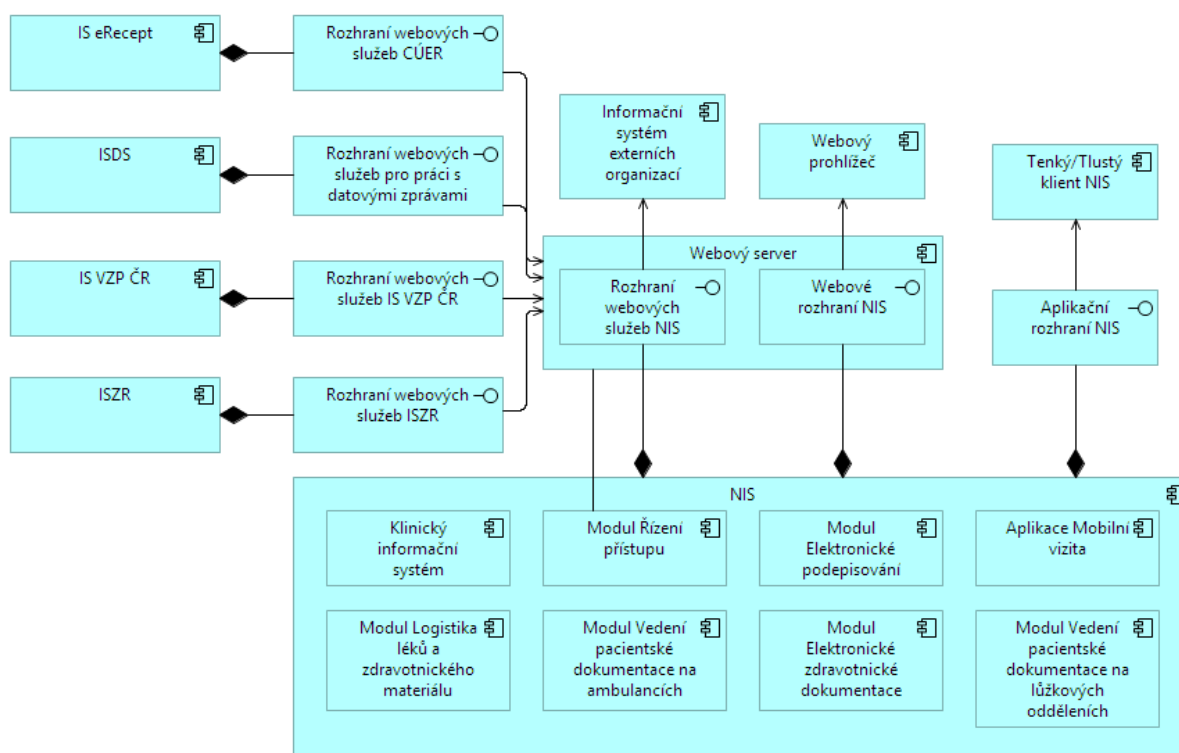 IS eRecept
Rozhraní webových
služeb CÚER
ISDS
Rozhraní webových
služeb pro práci s
datovými zprávami
IS VZP ČR
Rozhraní webových
služeb IS VZP ČR
ISZR
Rozhraní webových
služeb ISZR
Informační
systém
externích
organizací
Webový
prohlížeč
Tenký/Tlustý
klient NIS
Webový server
Rozhraní
webových
služeb NIS
Webové
rozhraní NIS
Aplikační
rozhraní NIS
NIS
Klinický
informační
systém
Modul Řízení
přístupu
Modul
Elektronické
podepisování
Aplikace Mobilní
vizita
Modul Logistika
léků a
zdravotnického
materiálu
Modul Vedení
pacientské
dokumentace na
ambulancích
Modul
Elektronické
zdravotnické
dokumentace
Modul Vedení
pacientské
dokumentace na
lůžkových
odděleních